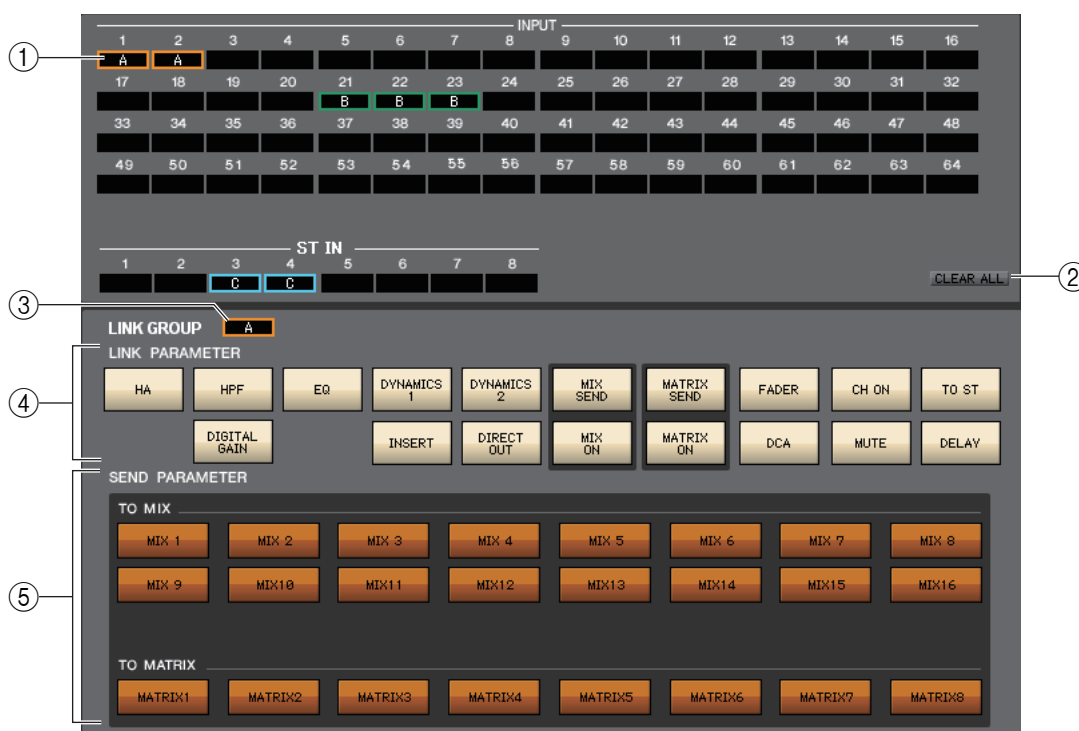 INPUT
1 2 3 4 5 6 7 8 9 10 11 12 13 14 15 16
① A A
17 18 19 20 21 22 23 24 25 26 27 28 29 30 31 32
B B B
33 34 35 36 37 38 39 40 41 42 43 44 45 46 47 48
49 50 51 52 53 54 55 56 57 58 59 60 61 62 63 64
ST IN
1 2 3 4 5 6 7 8
C C
CLEAR ALL ②
③
LINK GROUP A
LINK PARAMETER
④
HA HPF EQ DYNAMICS 1 DYNAMICS 2 MIX SEND MATRIX SEND FADER CH ON TO ST
DIGITAL GAIN INSERT DIRECT OUT MIX ON MATRIX ON DCA MUTE DELAY
SEND PARAMETER
TO MIX
MIX 1 MIX 2 MIX 3 MIX 4 MIX 5 MIX 6 MIX 7 MIX 8
⑤ MIX 9 MIX10 MIX11 MIX12 MIX13 MIX14 MIX15 MIX16
TO MATRIX
MATRIX1 MATRIX2 MATRIX3 MATRIX4 MATRIX5 MATRIX6 MATRIX7 MATRIX8